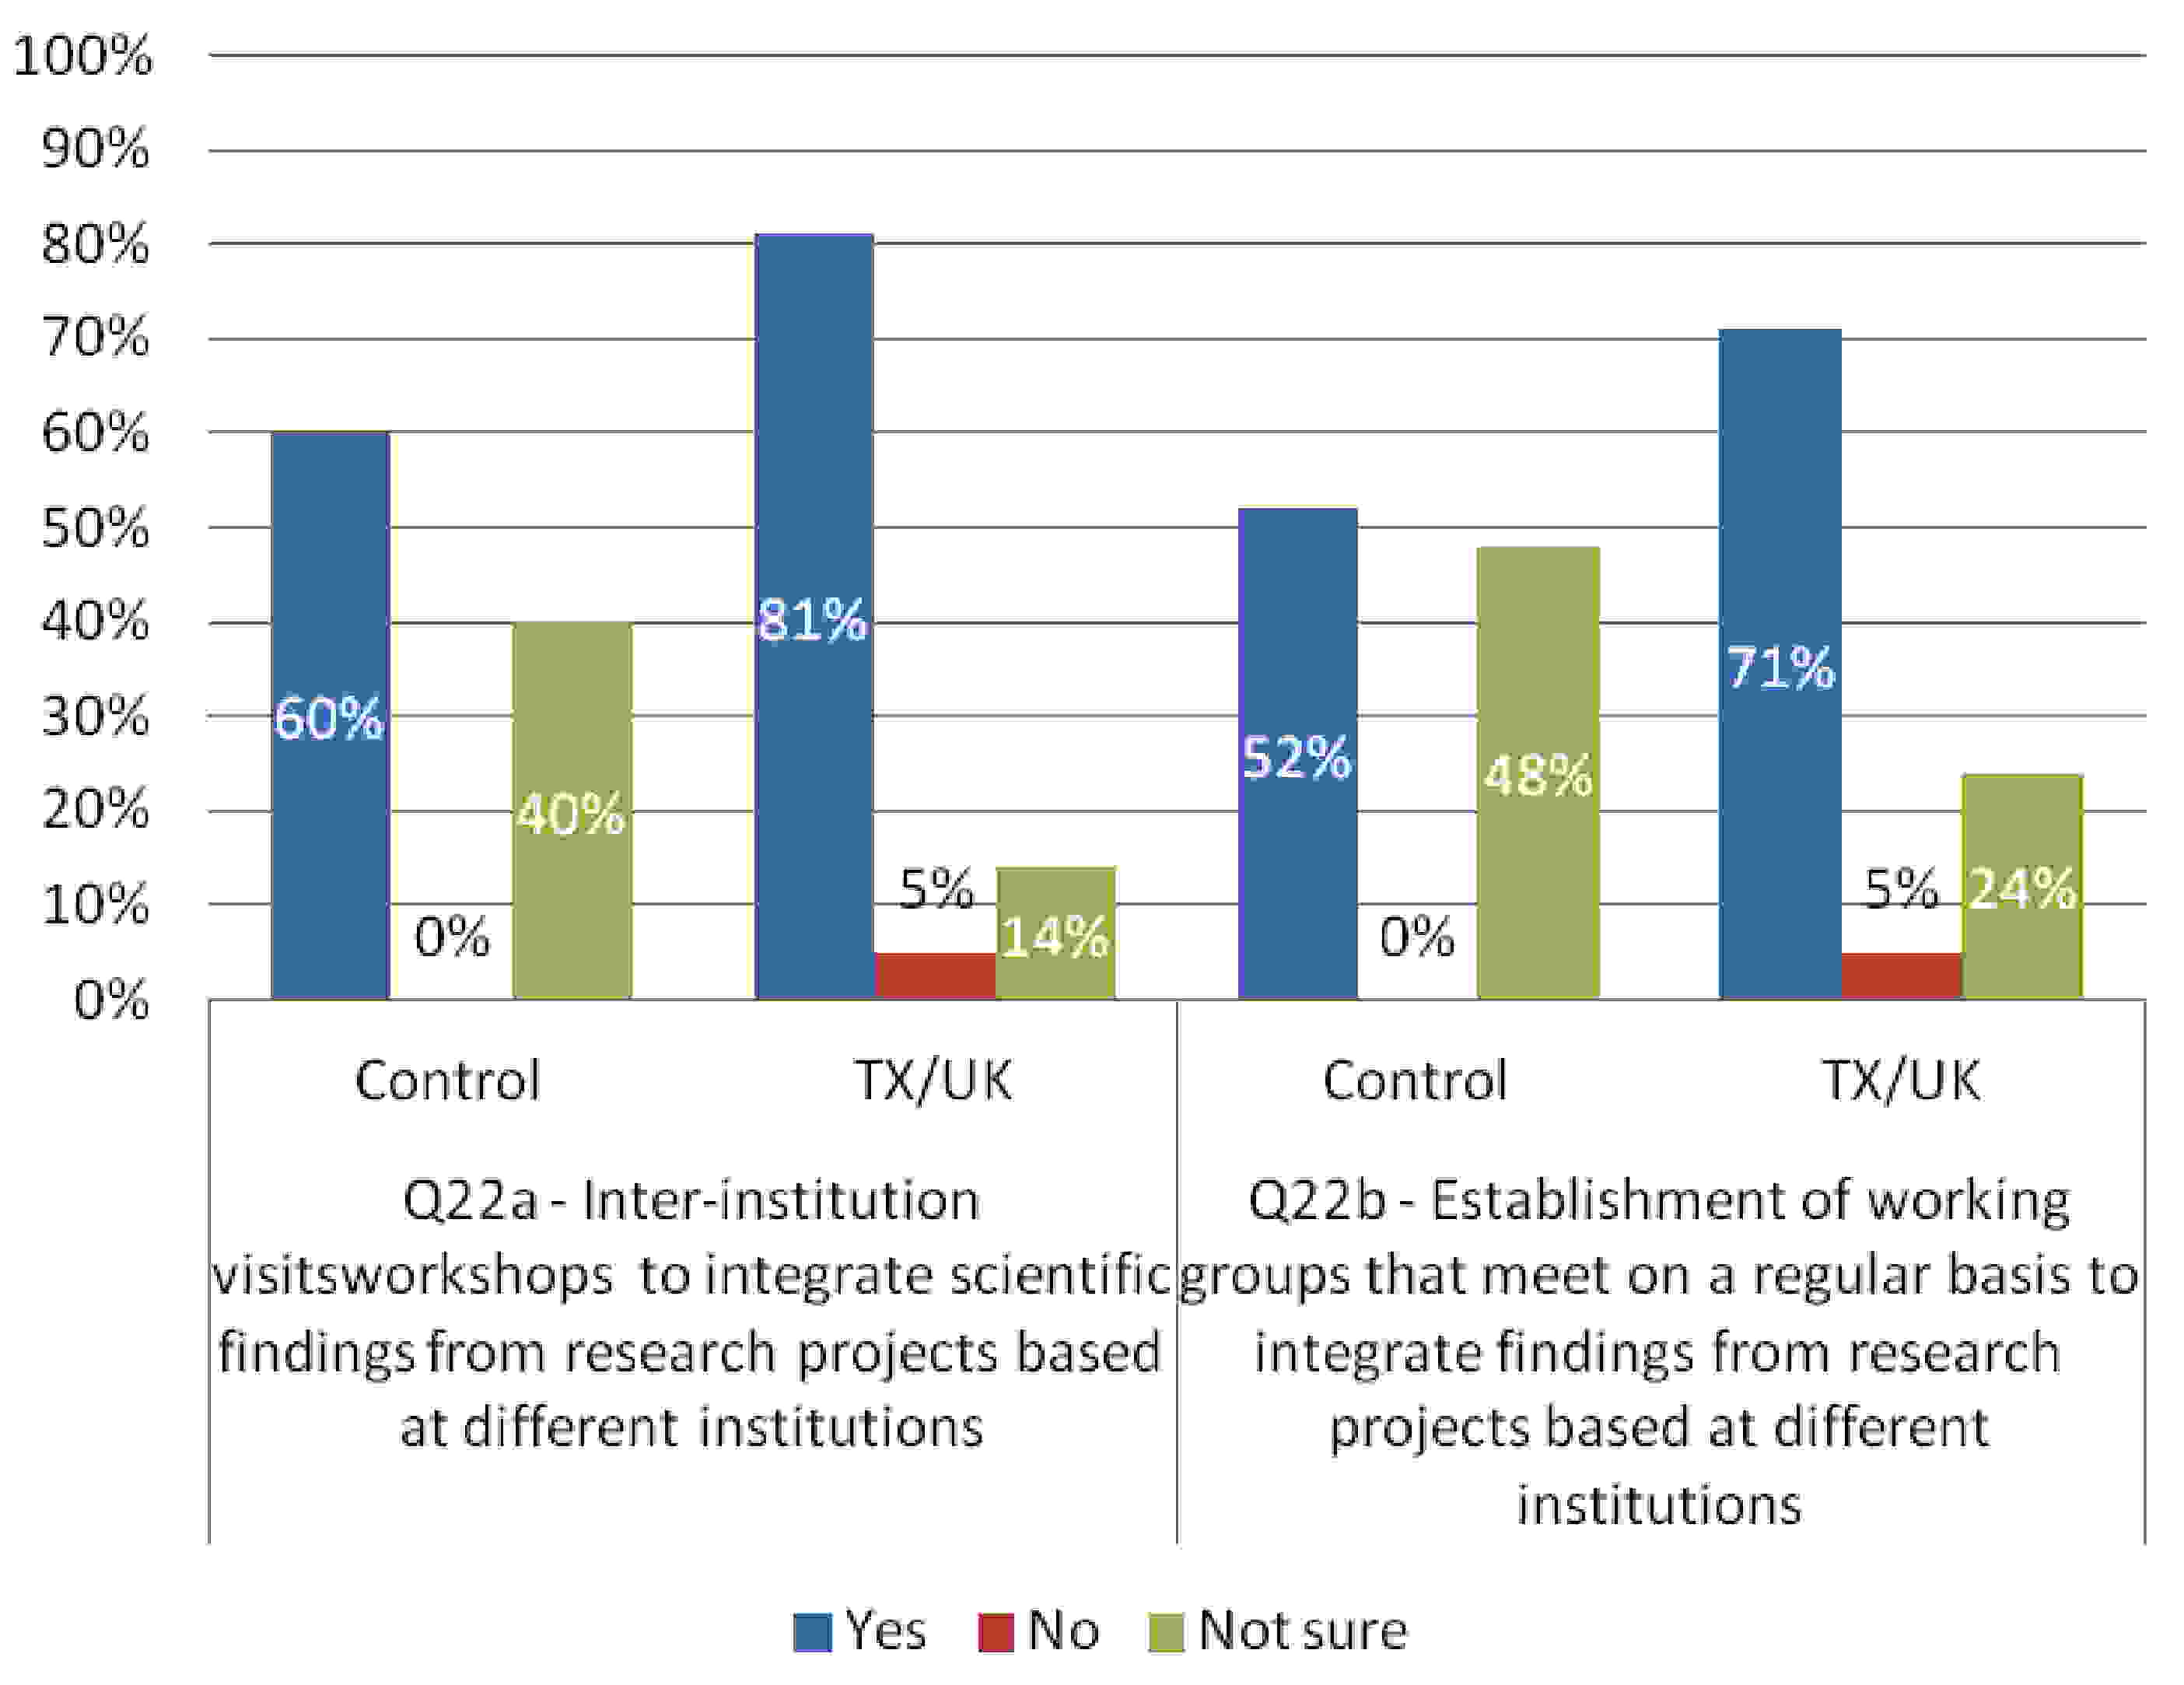 100%
90%
80%
70%
60%
50%
40%
30%
20%
10%
0%
60%
0%
40%
81%
5%
14%
52%
0%
48%
71%
5%
24%
Control
TX/UK
Control
TX/UK
Q22a - Inter-institution
visitsworkshops to integrate scientific
findings from research projects based
at different institutions
Q22b - Establishment of working
groups that meet on a regular basis to
integrate findings from research
projects based at different
institutions
Yes
No
Not sure